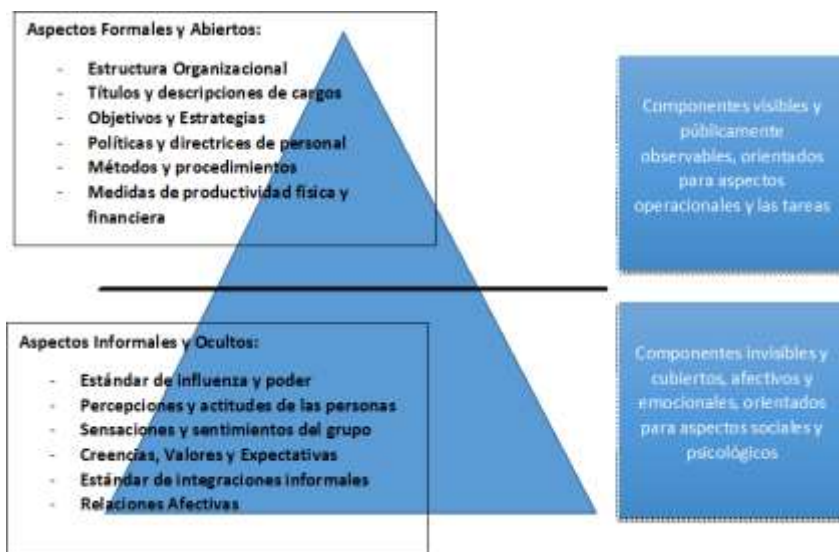 Aspectos Formales y Abiertos:
- Estructura Organizacional
- Títulos y descripciones de cargos
- Objetivos y Estrategias
- Políticas y directrices de personal
- Métodos y procedimientos
- Medidas de productividad física y
financiera
Componentes visibles y
públicamente
observables, orientados
para aspectos
operacionales y las tareas
Aspectos Informales y Ocultos:
- Estándar de influenza y poder
- Percepciones y actitudes de las personas
- Sensaciones y sentimientos del grupo
- Creencias, Valores y Expectativas
- Estándar de integraciones informales
- Relaciones Afectivas
Componentes invisibles y
cubiertos, afectivos y
emocionales, orientados
para aspectos sociales y
psicológicos